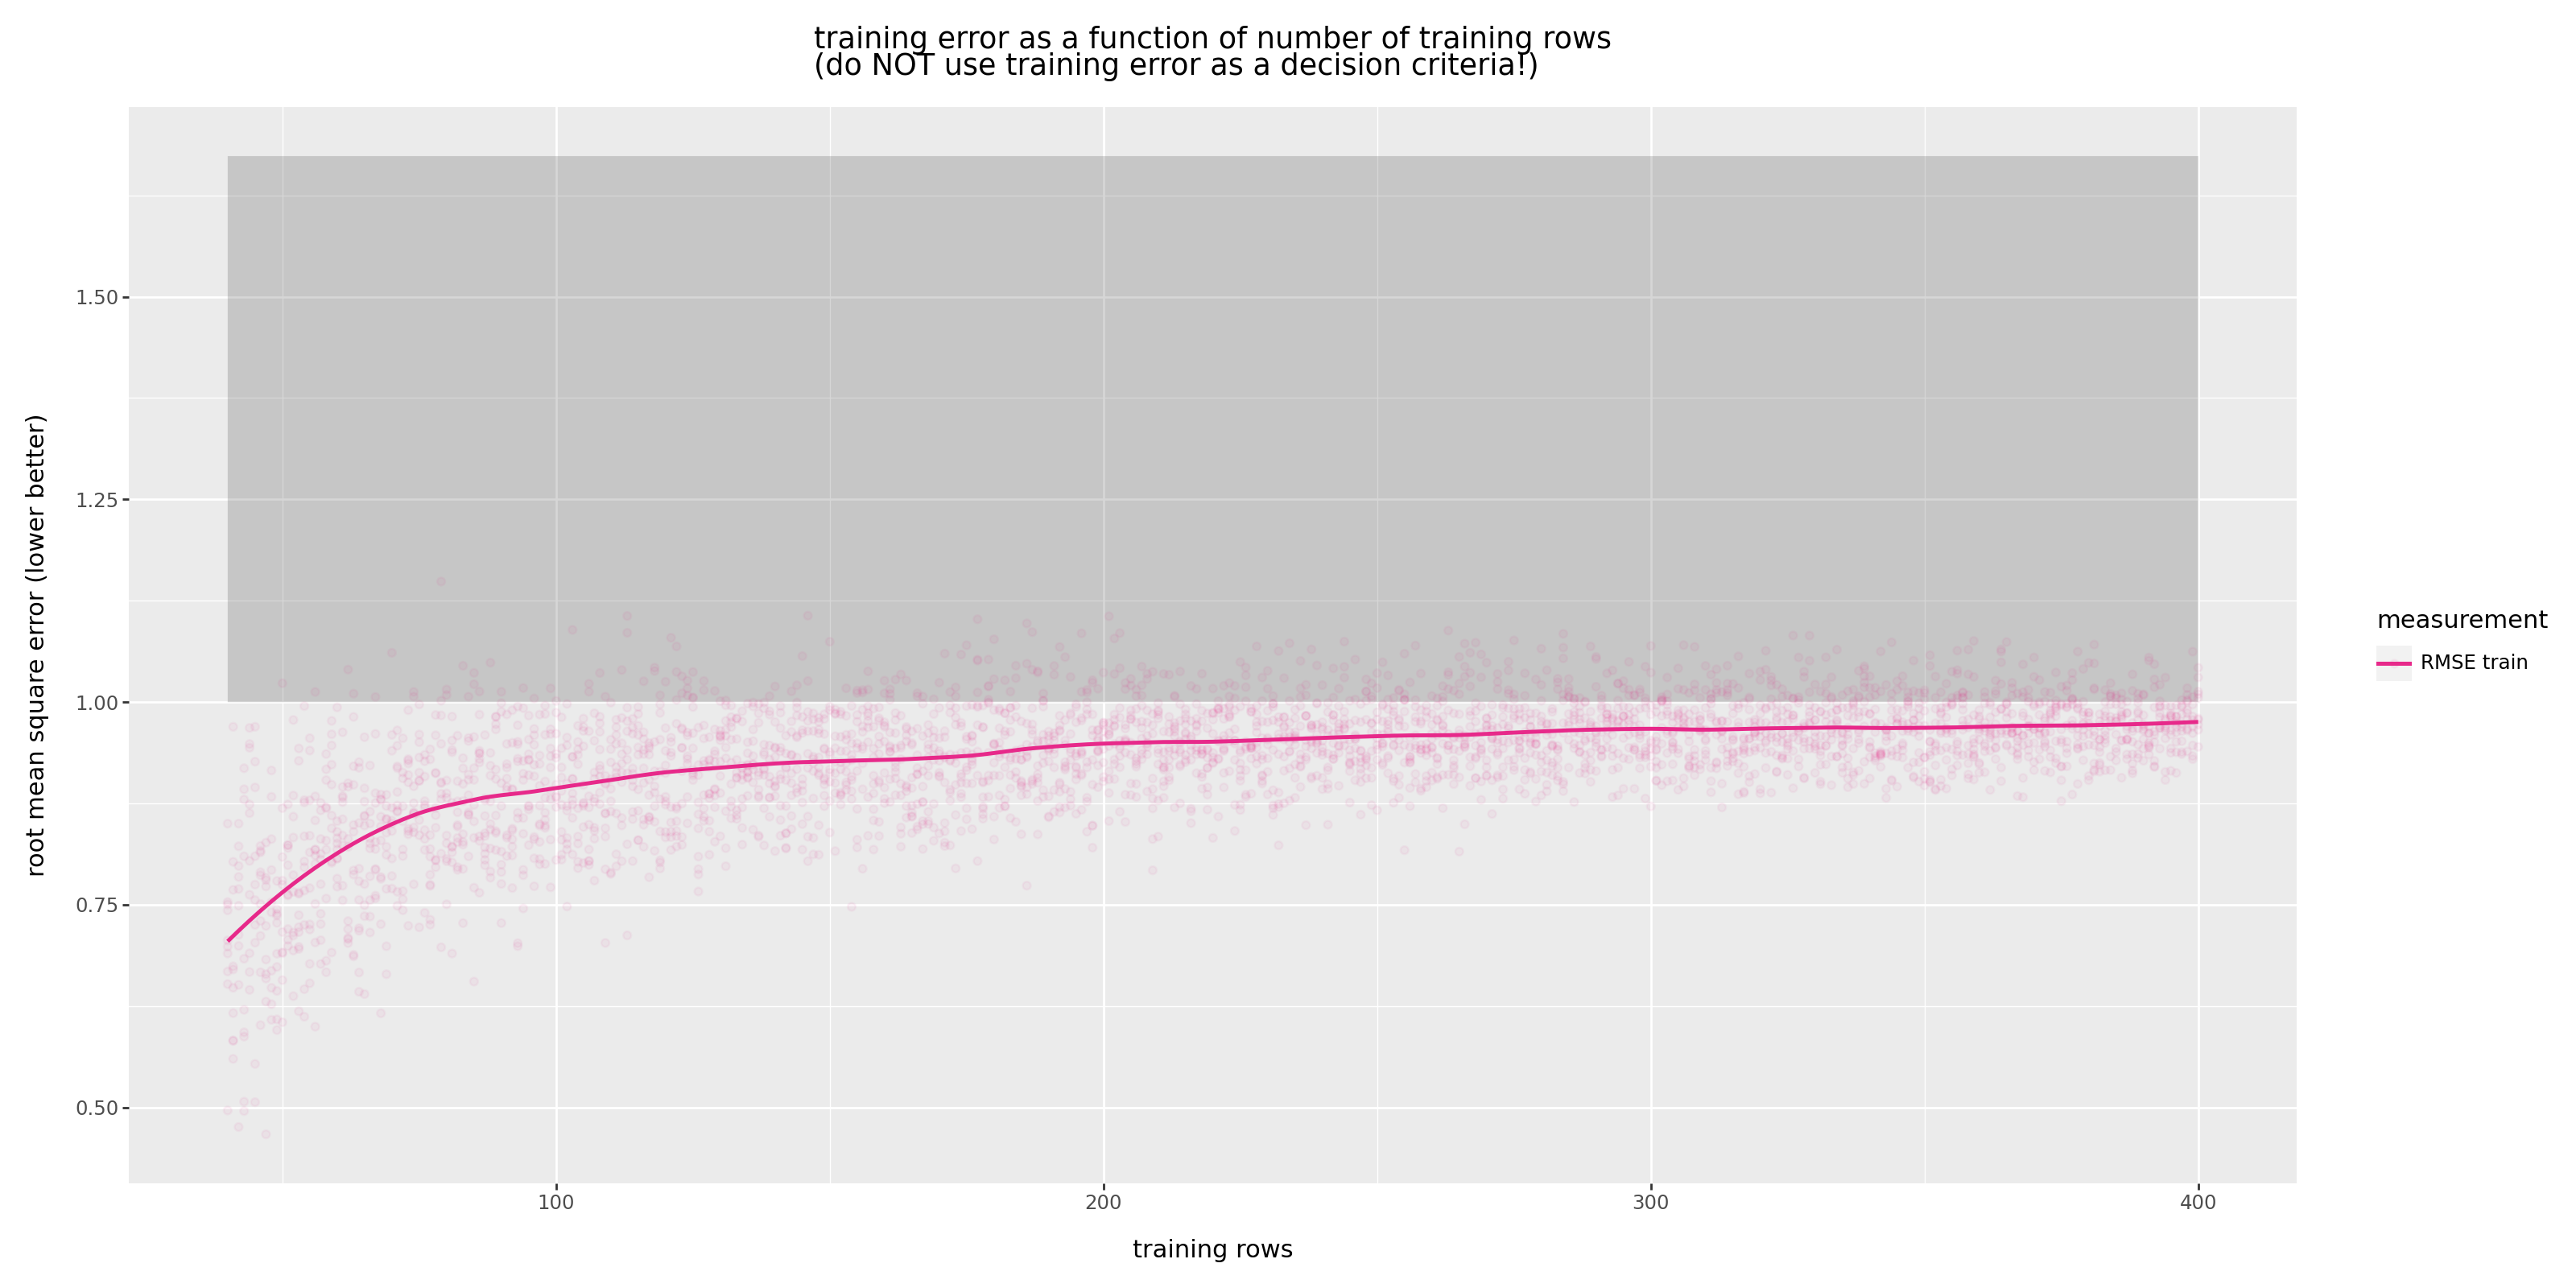 training error as a function of number of training rows
(do NOT use training error as a decision criteria!)
root mean square error (lower better)
1.50
1.25
1.00
0.75
0.50
100
200
300
400
training rows
measurement
RMSE train